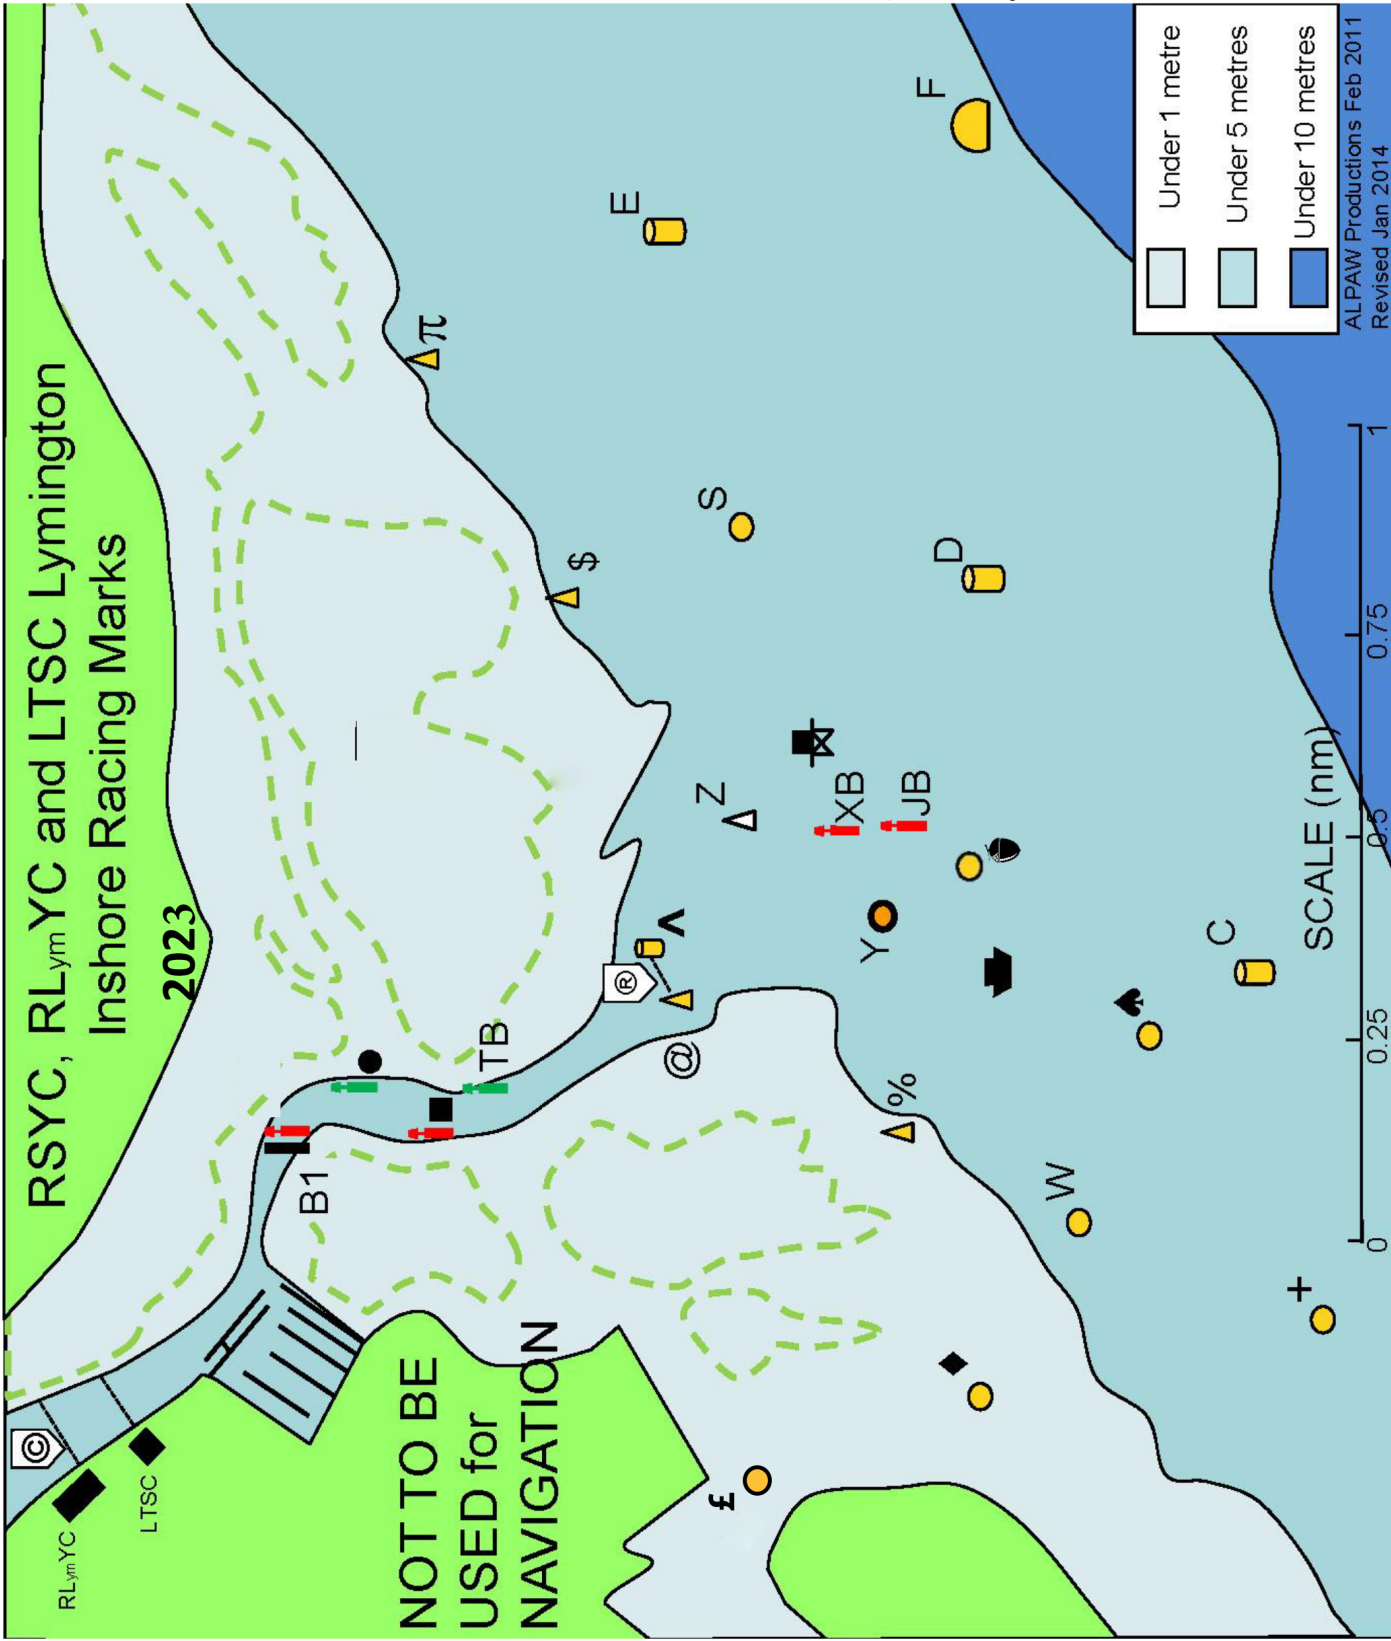 RSYC, RLymYC and LTSC Lymington
Inshore Racing Marks
2023
©
RLymYC
LTSC
B1
TB
®
@
<
π
$
E
F
S
Z
XB
JB
Y
D
%
W
C
+
£
♠
♦
NOT TO BE
USED for
NAVIGATION
SCALE (nm)
0 0.25 0.5 0.75 1
Under 1 metre
Under 5 metres
Under 10 metres
ALPAW Productions Feb 2011
Revised Jan 2014